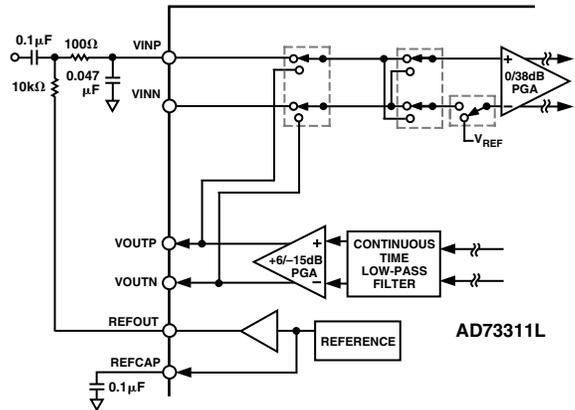 0.1µF
100Ω
VINP
0.047
µF
10kΩ
VINN
+
0/38dB
PGA
–
VREF
VOUTP
VOUTN
+
+6/–15dB
PGA
–
CONTINUOUS
TIME
LOW-PASS
FILTER
REFOUT
REFERENCE
AD73311L
REFCAP
0.1µF